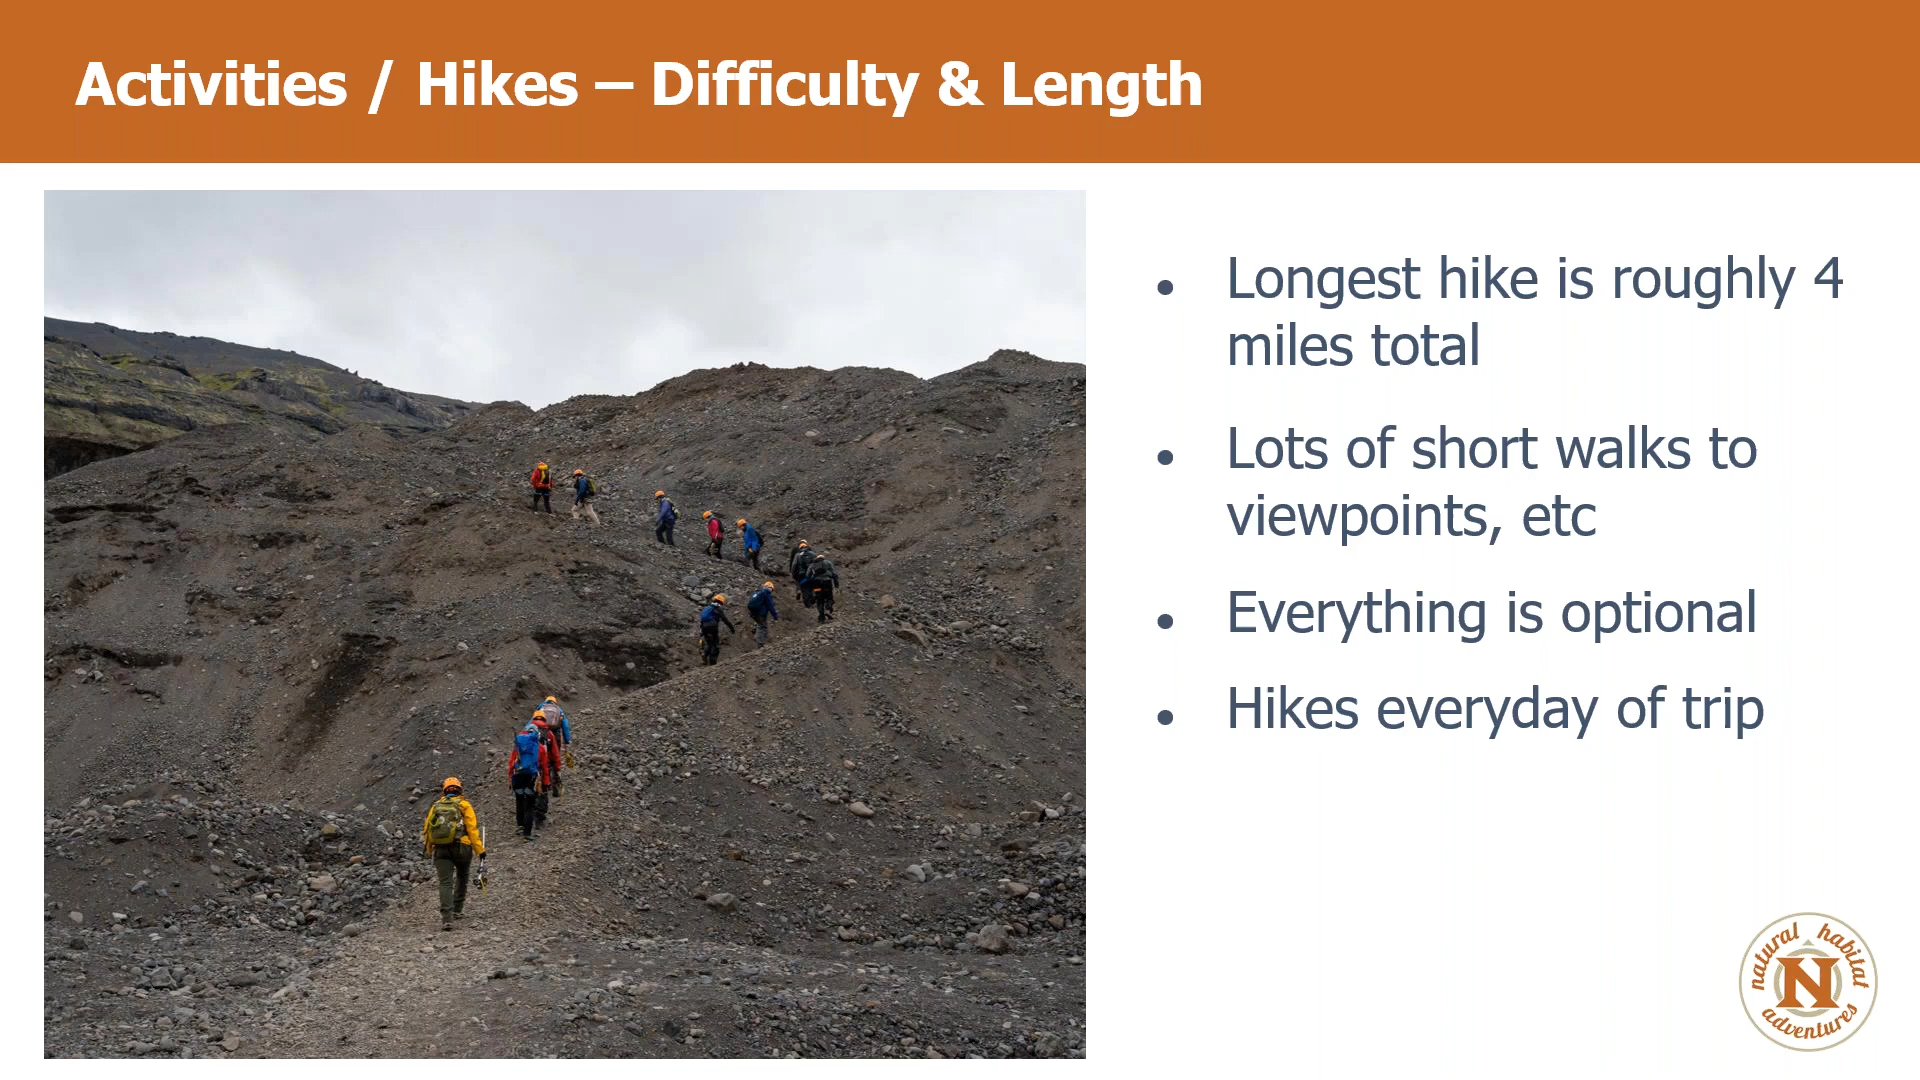 Activities / Hikes – Difficulty & Length
• Longest hike is roughly 4
miles total
• Lots of short walks to
viewpoints, etc
• Everything is optional
• Hikes everyday of trip
natural habitat
N
adventures